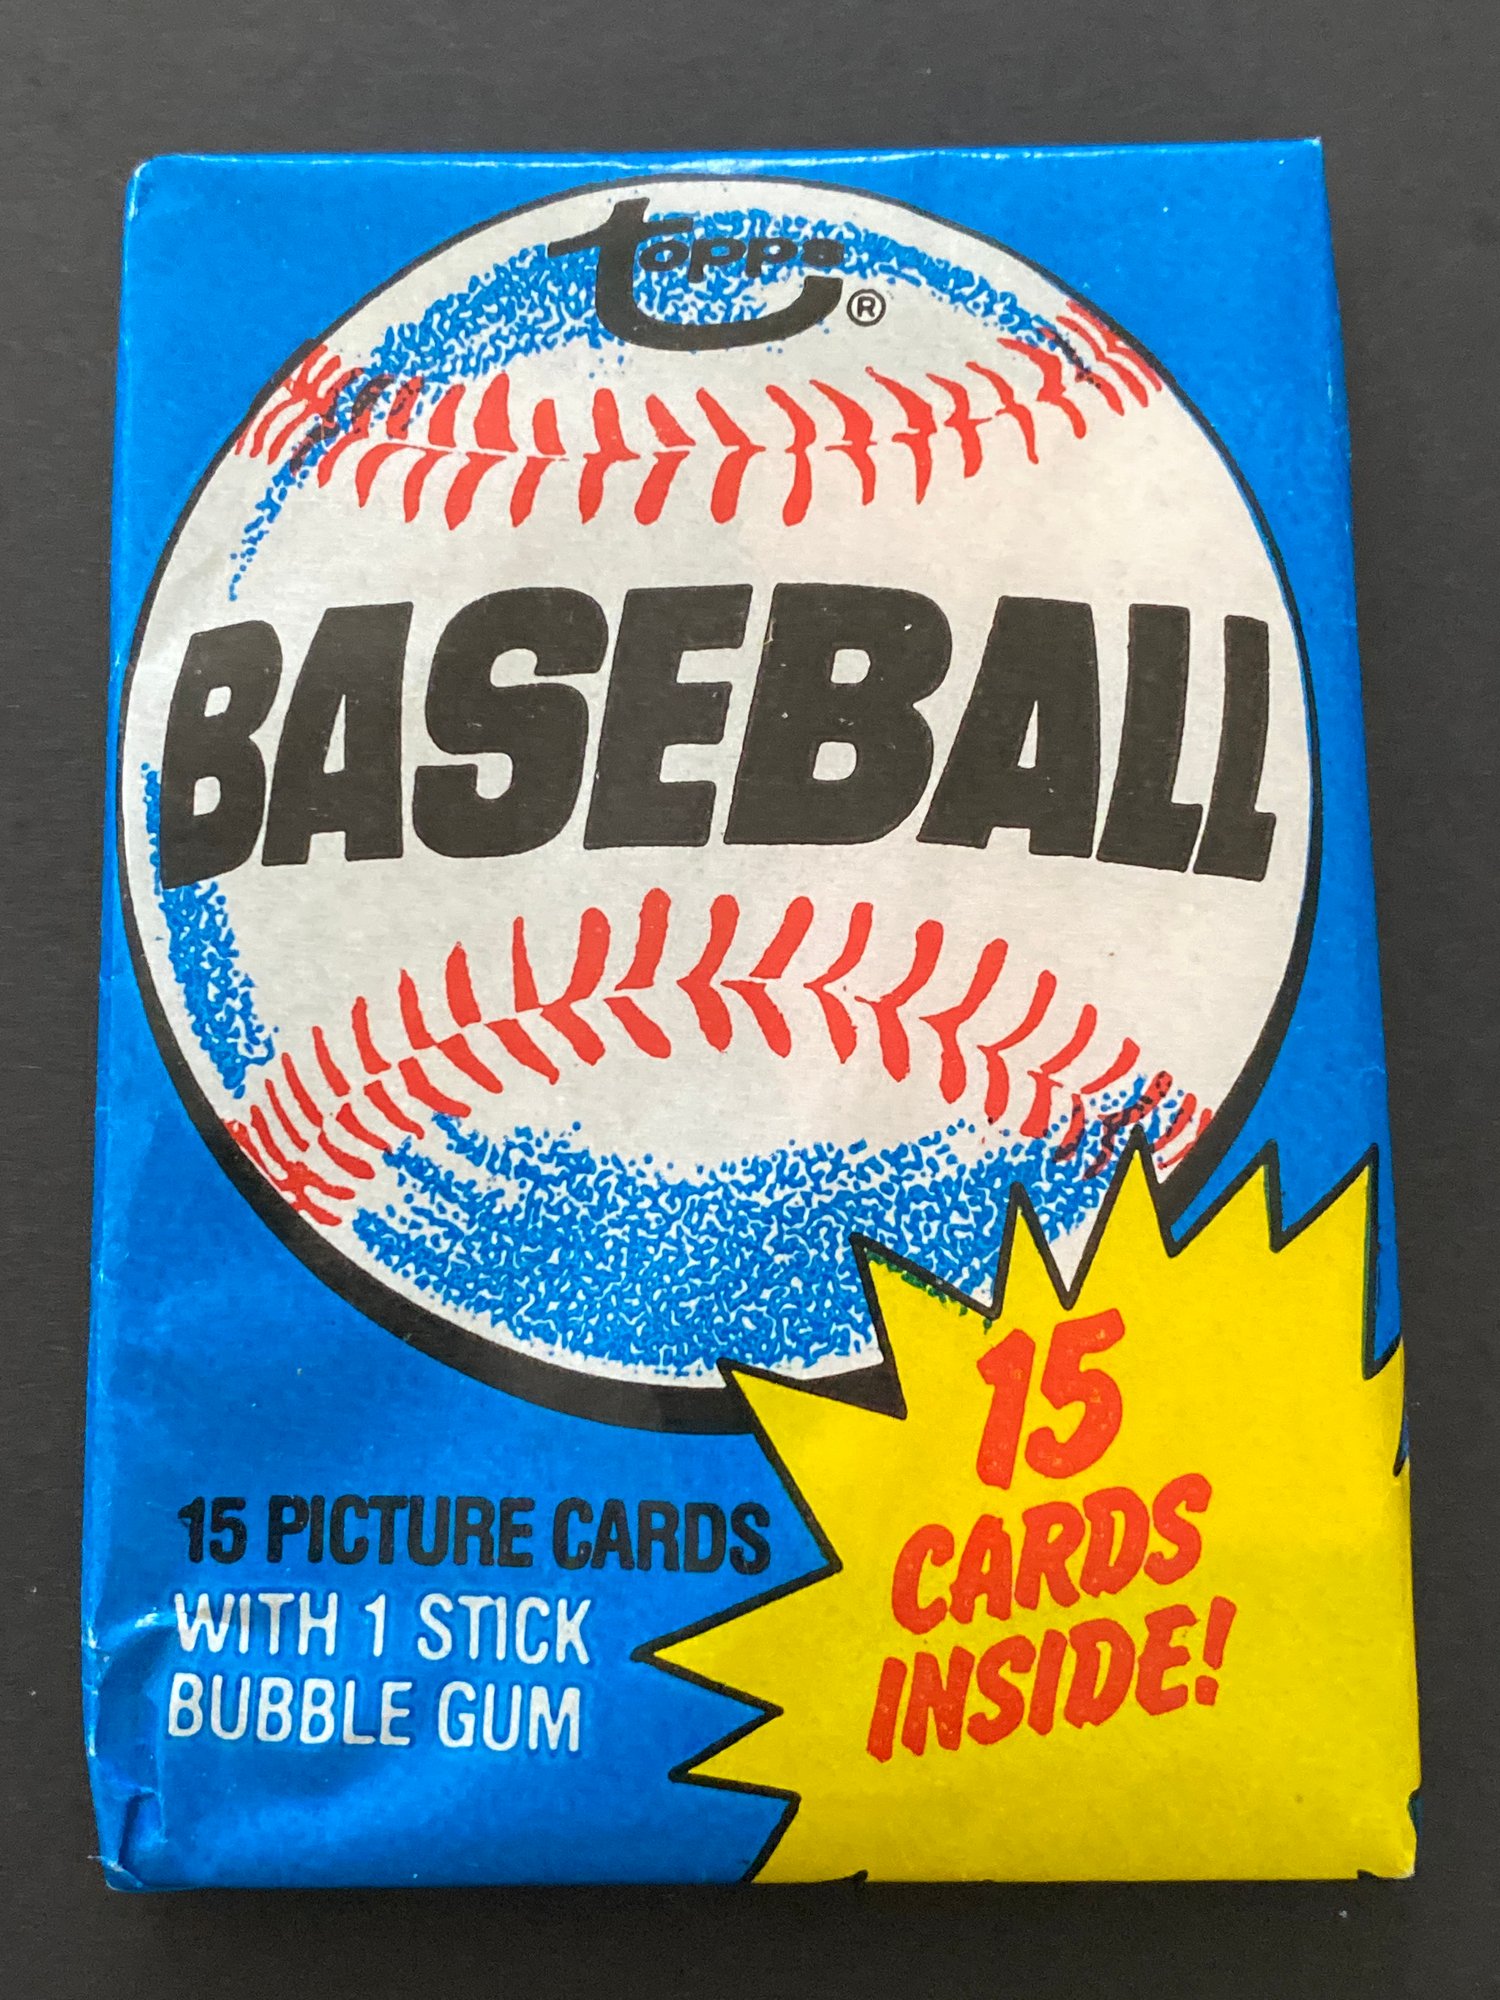 topps®
BASEBALL
15 PICTURE CARDS
WITH 1 STICK
BUBBLE GUM
15
CARDS
INSIDE!